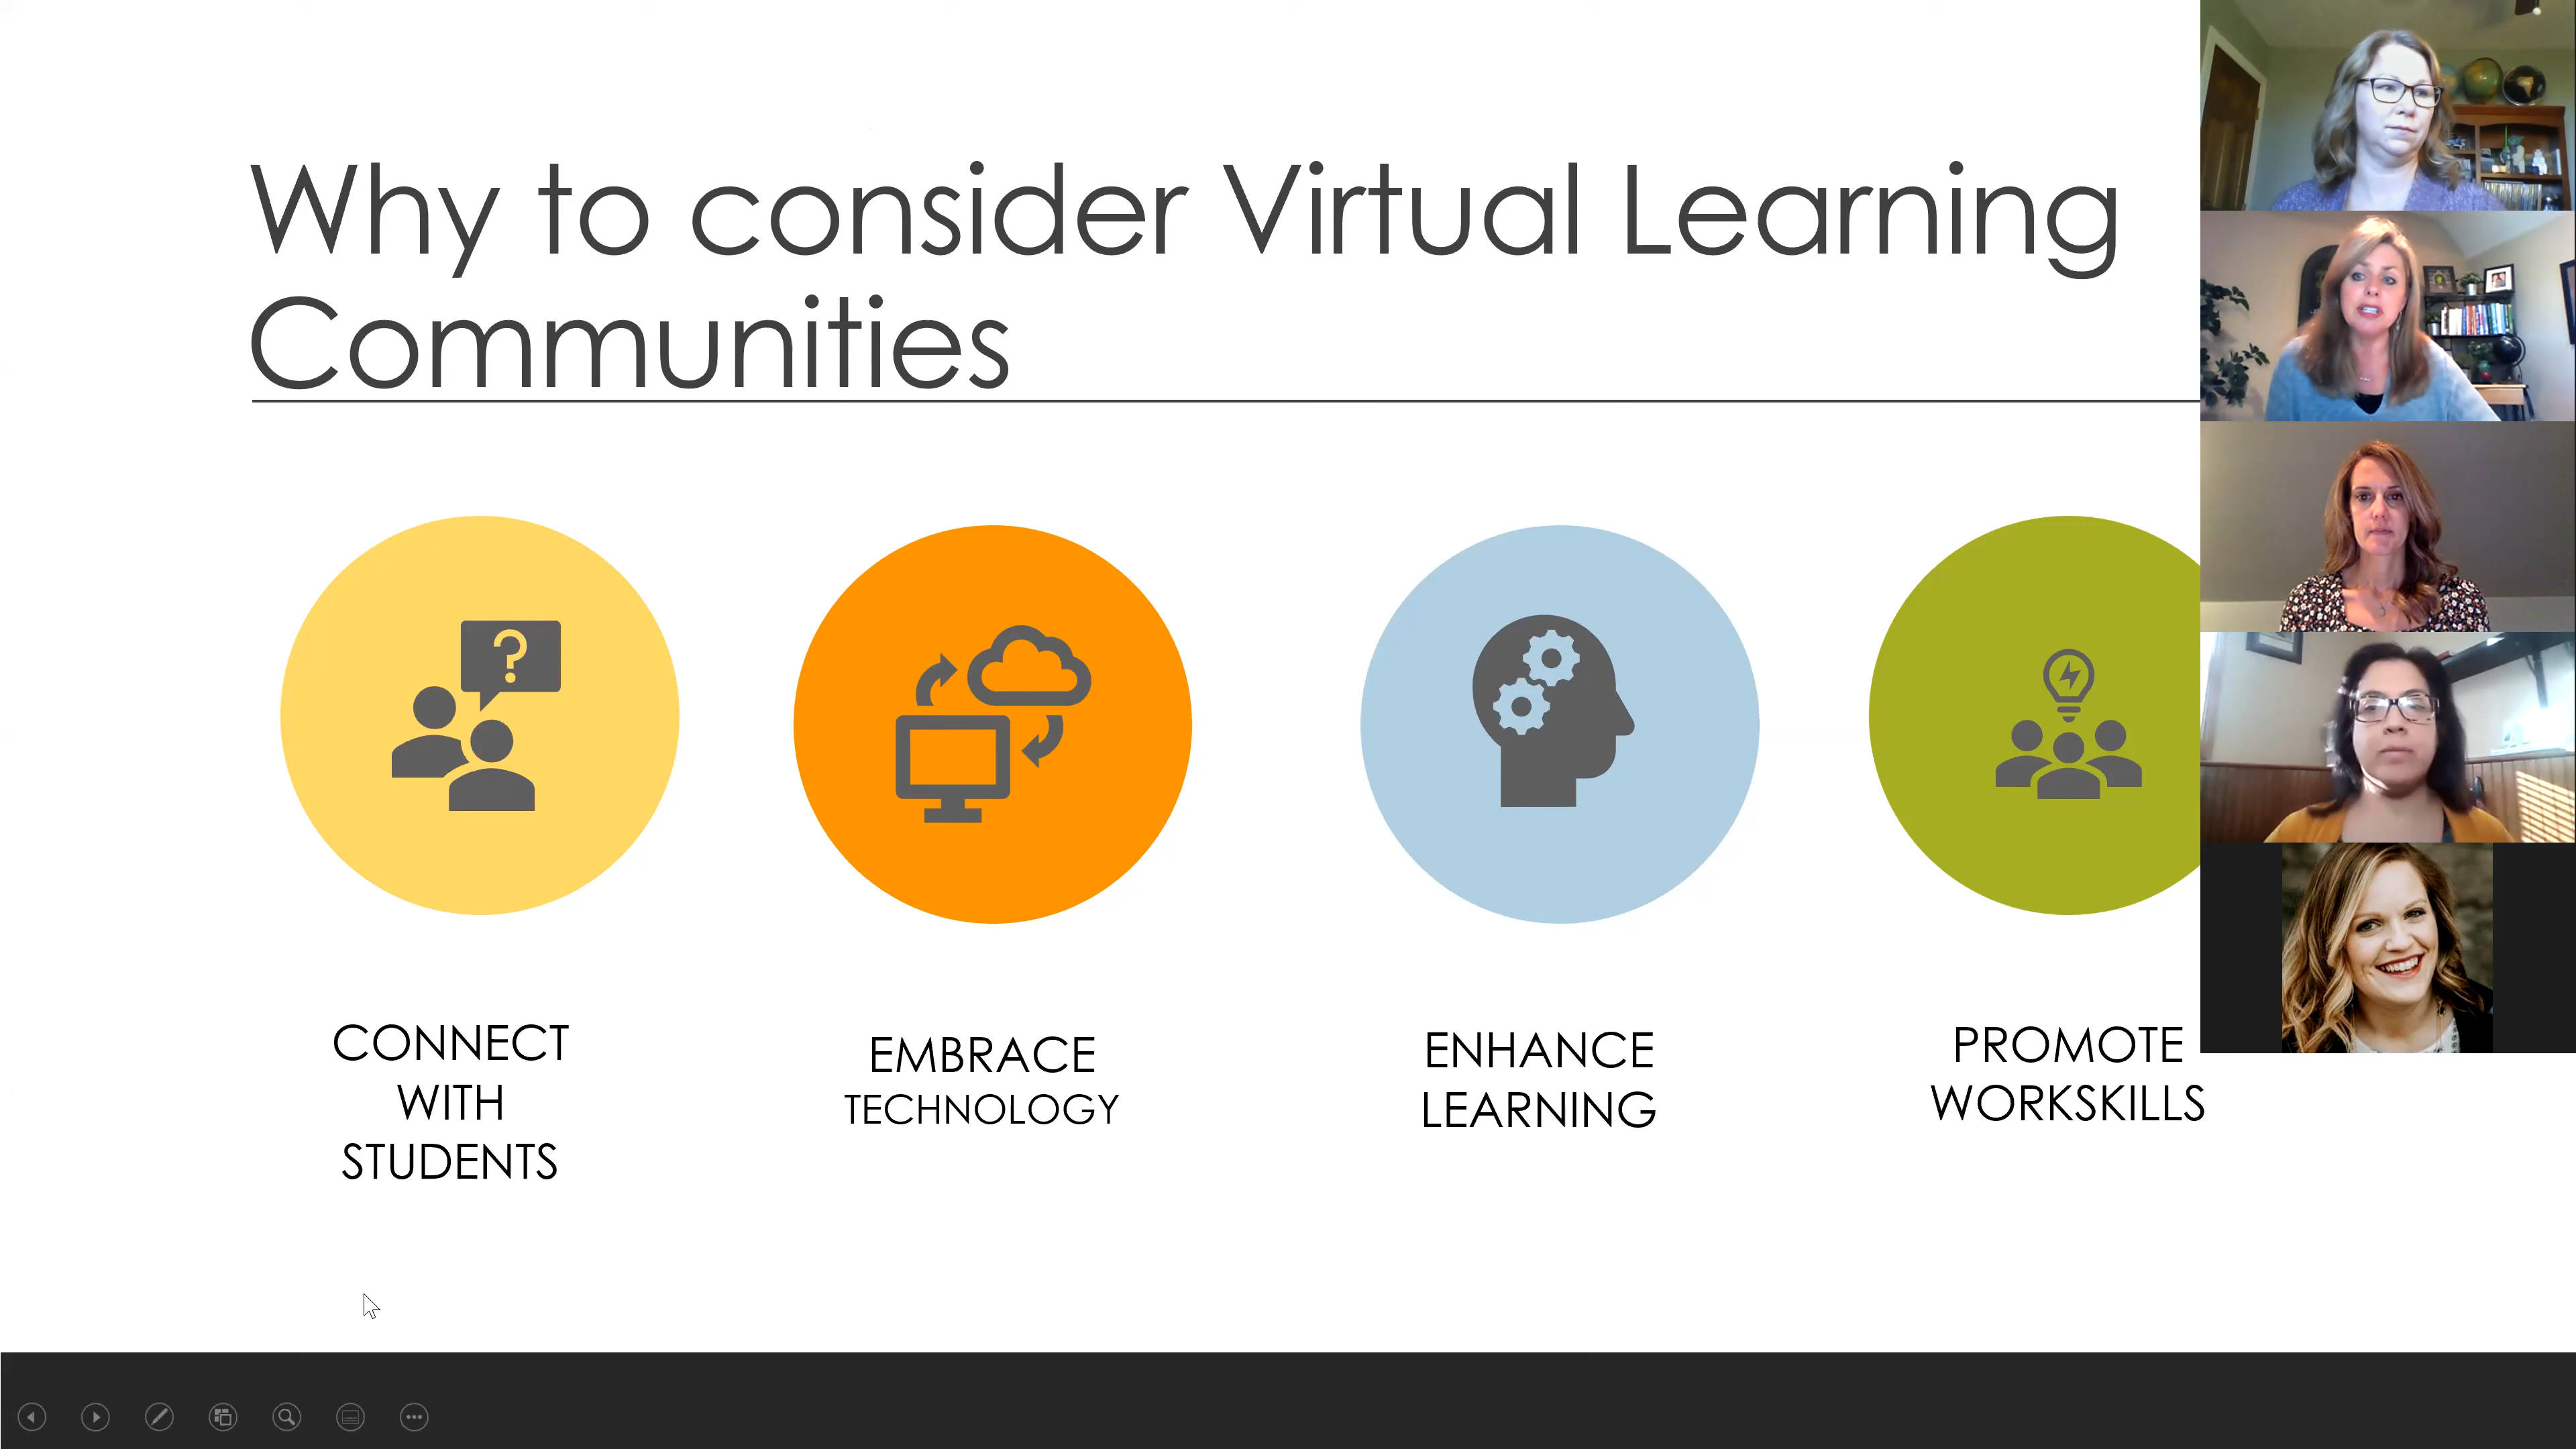 Why to consider Virtual Learning
Communities
?
CONNECT
WITH
STUDENTS
EMBRACE
TECHNOLOGY
ENHANCE
LEARNING
PROMOTE
WORKSKILLS